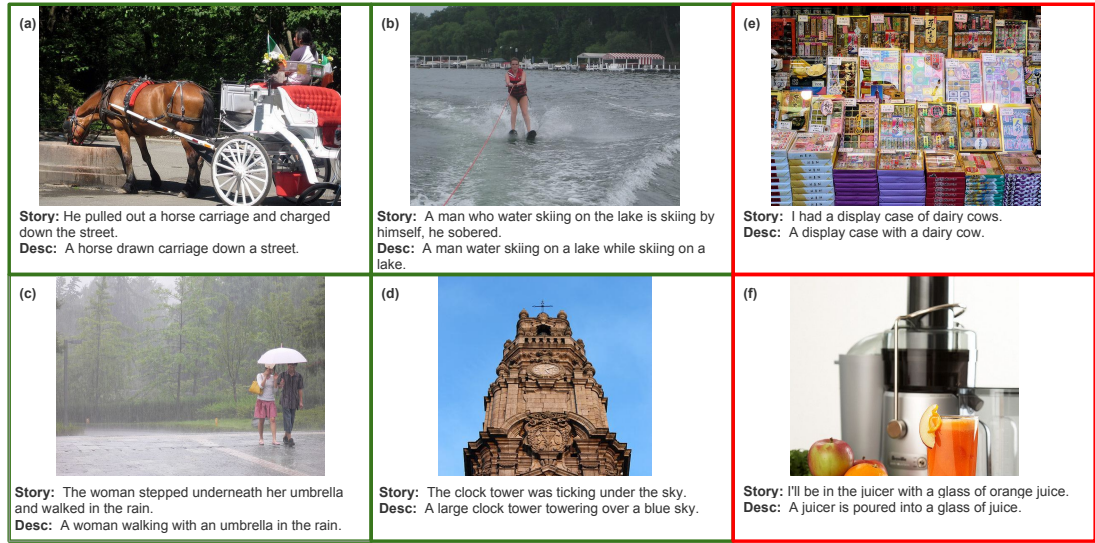 (a)
(b)
(e)
Story: He pulled out a horse carriage and charged
down the street.
Desc: A horse drawn carriage down a street.
Story: A man who water skiing on the lake is skiing by
himself, he sobered.
Desc: A man water skiing on a lake while skiing on a
lake.
Story: I had a display case of dairy cows.
Desc: A display case with a dairy cow.
(c)
(d)
(f)
Story: The woman stepped underneath her umbrella
and walked in the rain.
Desc: A woman walking with an umbrella in the rain.
Story: The clock tower was ticking under the sky.
Desc: A large clock tower towering over a blue sky.
Story: I'll be in the juicer with a glass of orange juice.
Desc: A juicer is poured into a glass of juice.